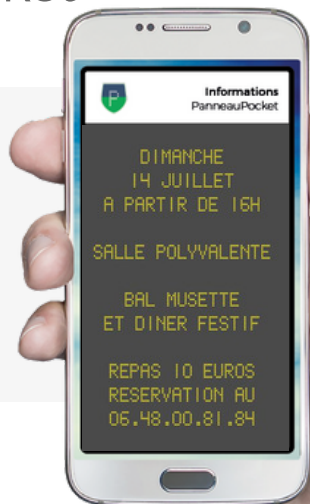 P
Informations
PanneauPocket
DIMANCHE
14 JUILLET
A PARTIR DE 16H
SALLE POLYVALENTE
BAL MUSETTE
ET DINER FESTIF
REPAS 10 EUROS
RESERVATION AU
06.48.00.81.84